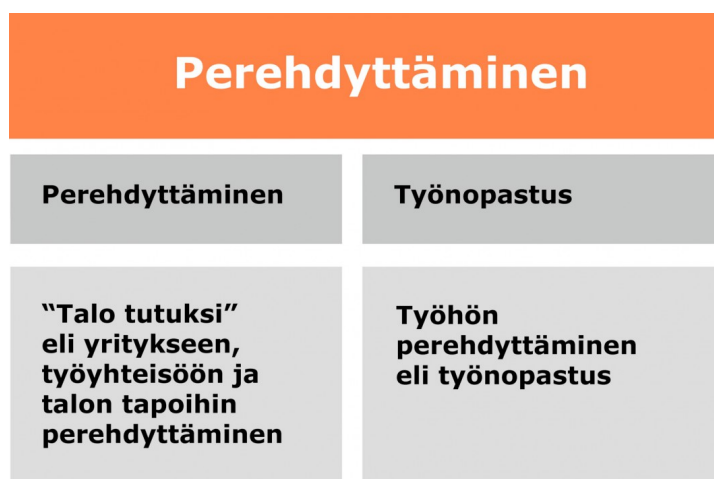 Perehdyttäminen
Perehdyttäminen
Työnopastus
“Talo tutuksi”
eli yritykseen,
työyhteisöön ja
talon tapoihin
perehdyttäminen
Työhön
perehdyttäminen
eli työnopastus